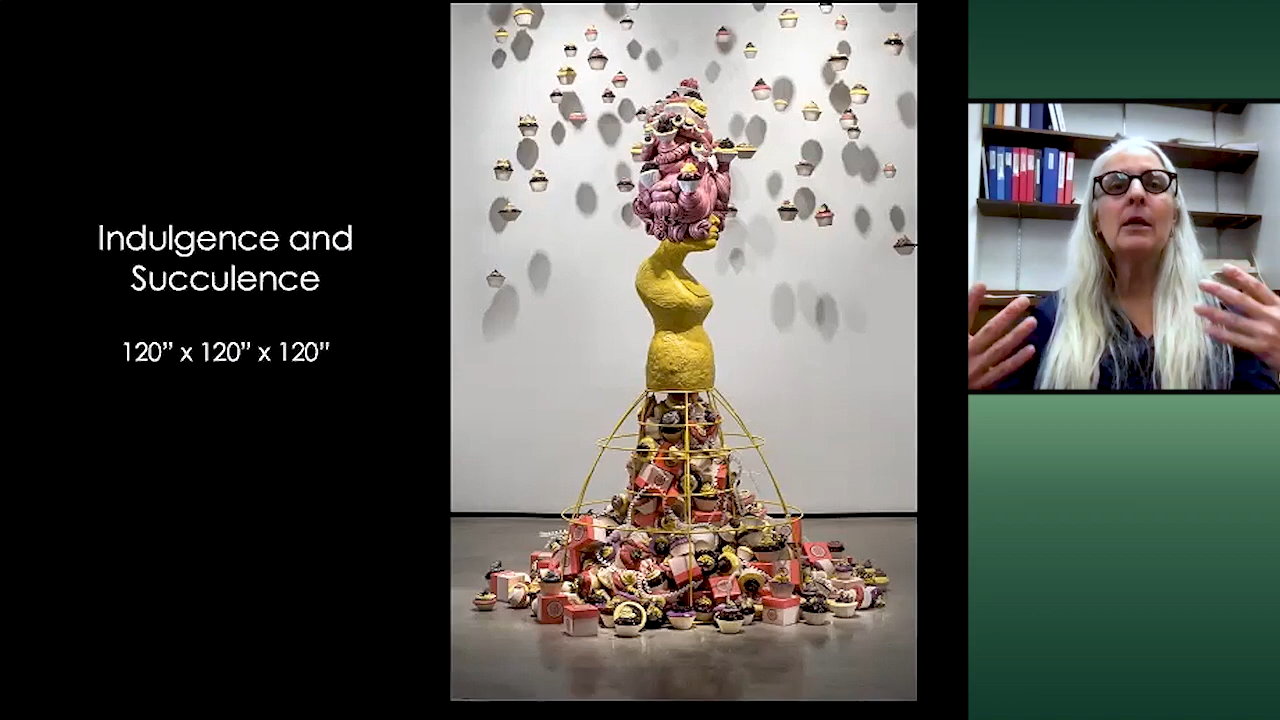 Indulgence and
Succulence
120” x 120” x 120”